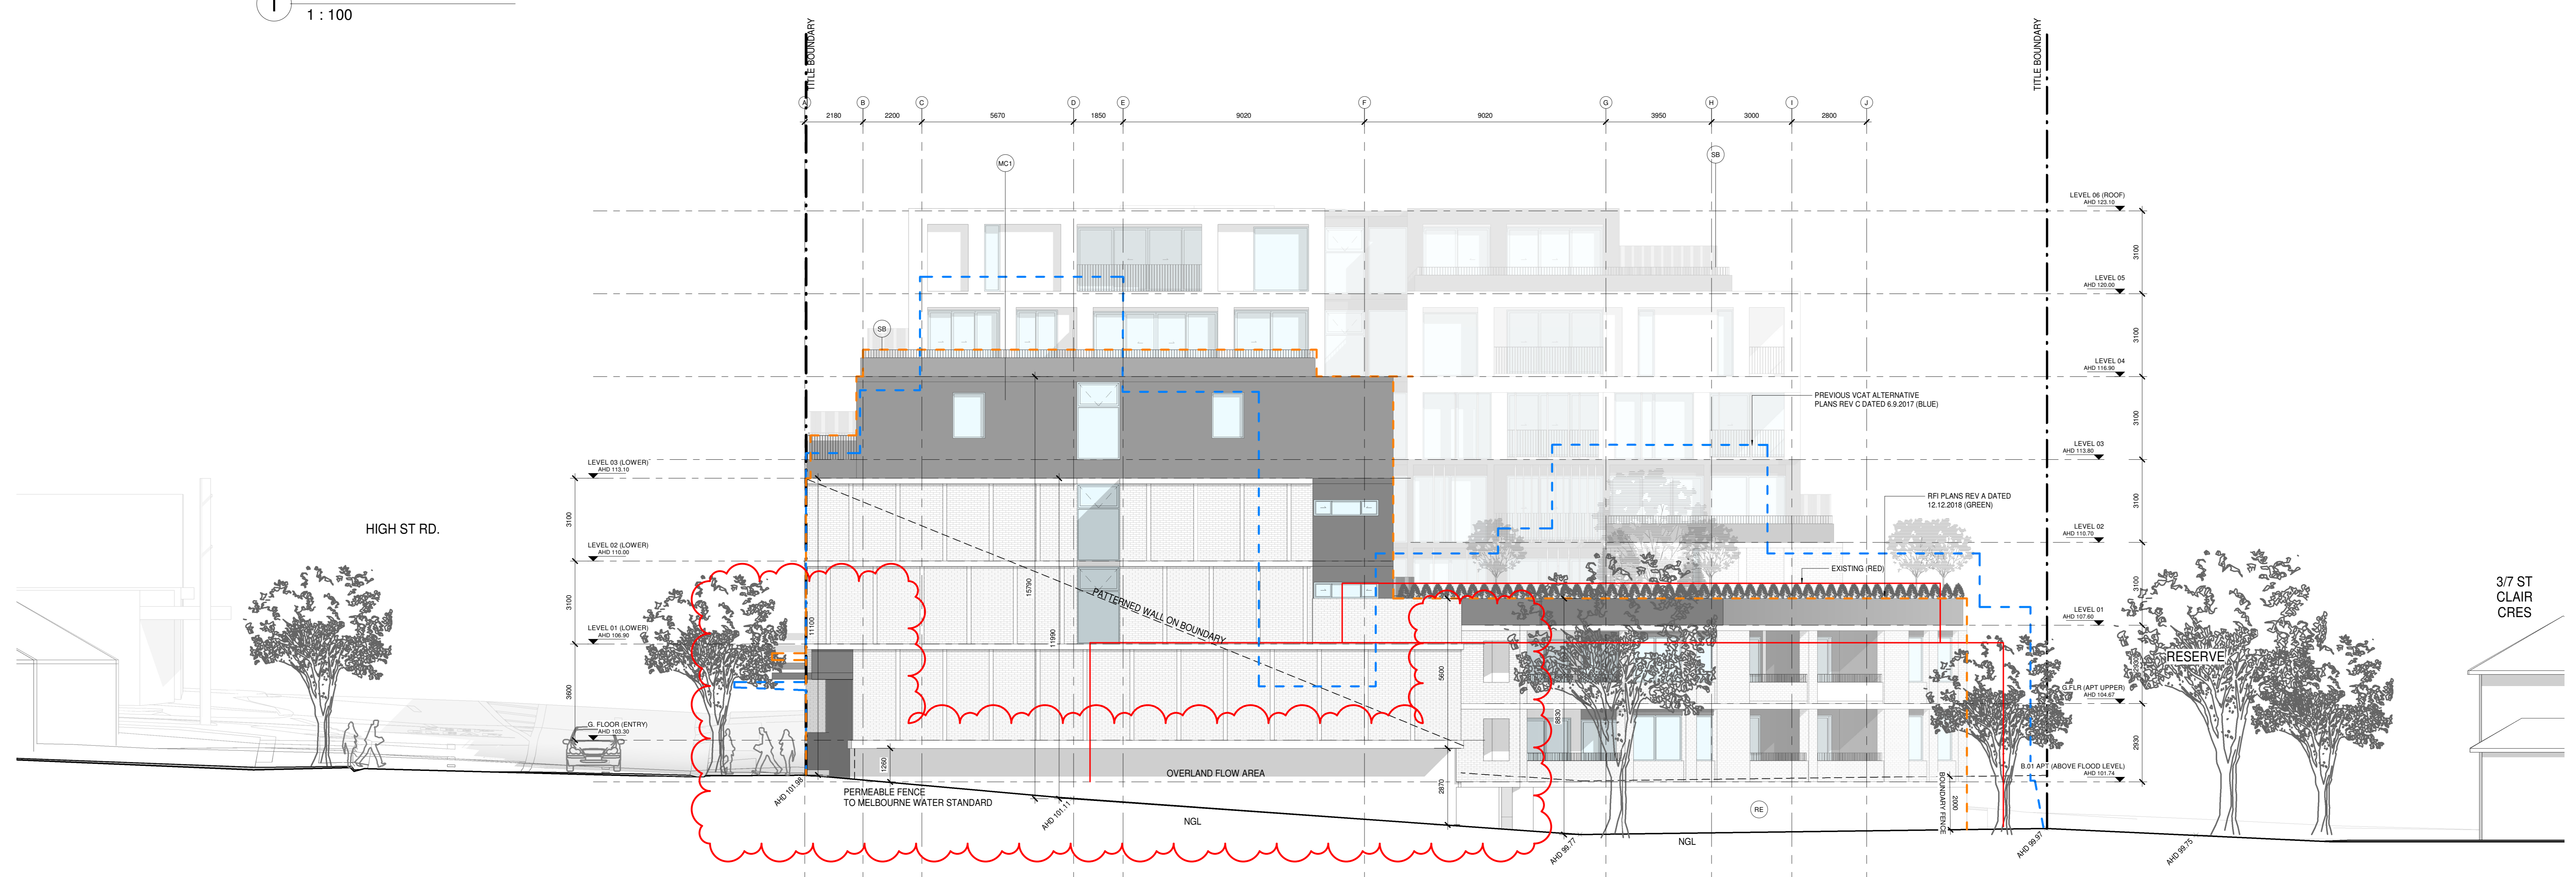 1
1 : 100
TITLE BOUNDARY
TITLE BOUNDARY
A
B
C
D
E
F
G
H
I
J
2180
2200
5670
1850
9020
9020
3950
3000
2800
MC1
SB
SB
LEVEL 06 (ROOF)
AHD 123.10
3100
LEVEL 05
AHD 120.00
3100
LEVEL 04
AHD 116.90
3100
LEVEL 03
AHD 113.80
3100
LEVEL 02
AHD 110.70
3100
LEVEL 01
AHD 107.60
G.FLR (APT UPPER)
AHD 104.67
2930
B.01 APT (ABOVE FLOOD LEVEL)
AHD 101.74
PREVIOUS VCAT ALTERNATIVE
PLANS REV C DATED 6.9.2017 (BLUE)
RFI PLANS REV A DATED
12.12.2018 (GREEN)
EXISTING (RED)
LEVEL 03 (LOWER)
AHD 113.10
3100
LEVEL 02 (LOWER)
AHD 110.00
3100
LEVEL 01 (LOWER)
AHD 106.90
3600
G. FLOOR (ENTRY)
AHD 103.30
HIGH ST RD.
15790
11990
11100
PATTERNED WALL ON BOUNDARY
5600
8830
1260
2870
OVERLAND FLOW AREA
PERMEABLE FENCE
TO MELBOURNE WATER STANDARD
NGL
NGL
RE
BOUNDARY FENCE
2000
RESERVE
3/7 ST
CLAIR
CRES
AHD 101.98
AHD 101.11
AHD 99.77
AHD 99.97
AHD 99.75